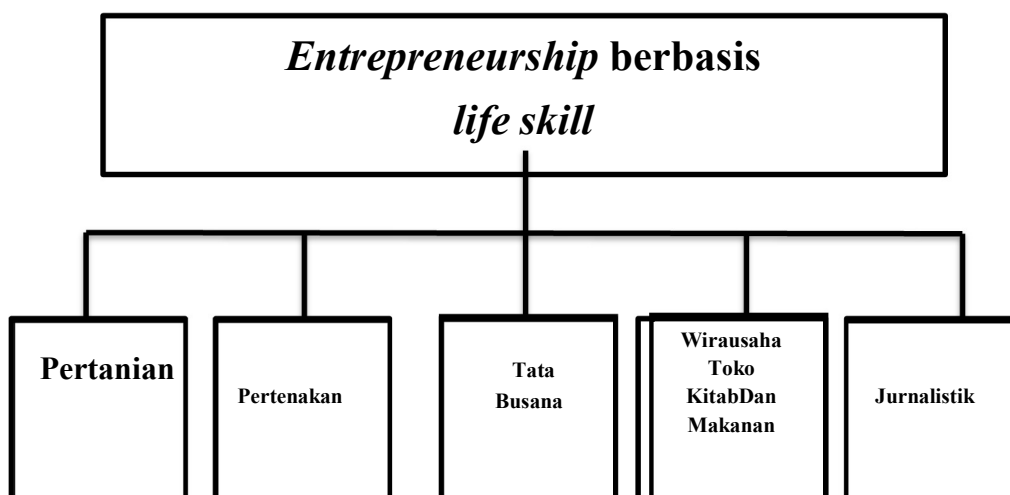 Entrepreneurship berbasis
life skill
Pertanian
Pertenakan
Tata
Busana
Wirausaha
Toko
KitabDan
Makanan
Jurnalistik